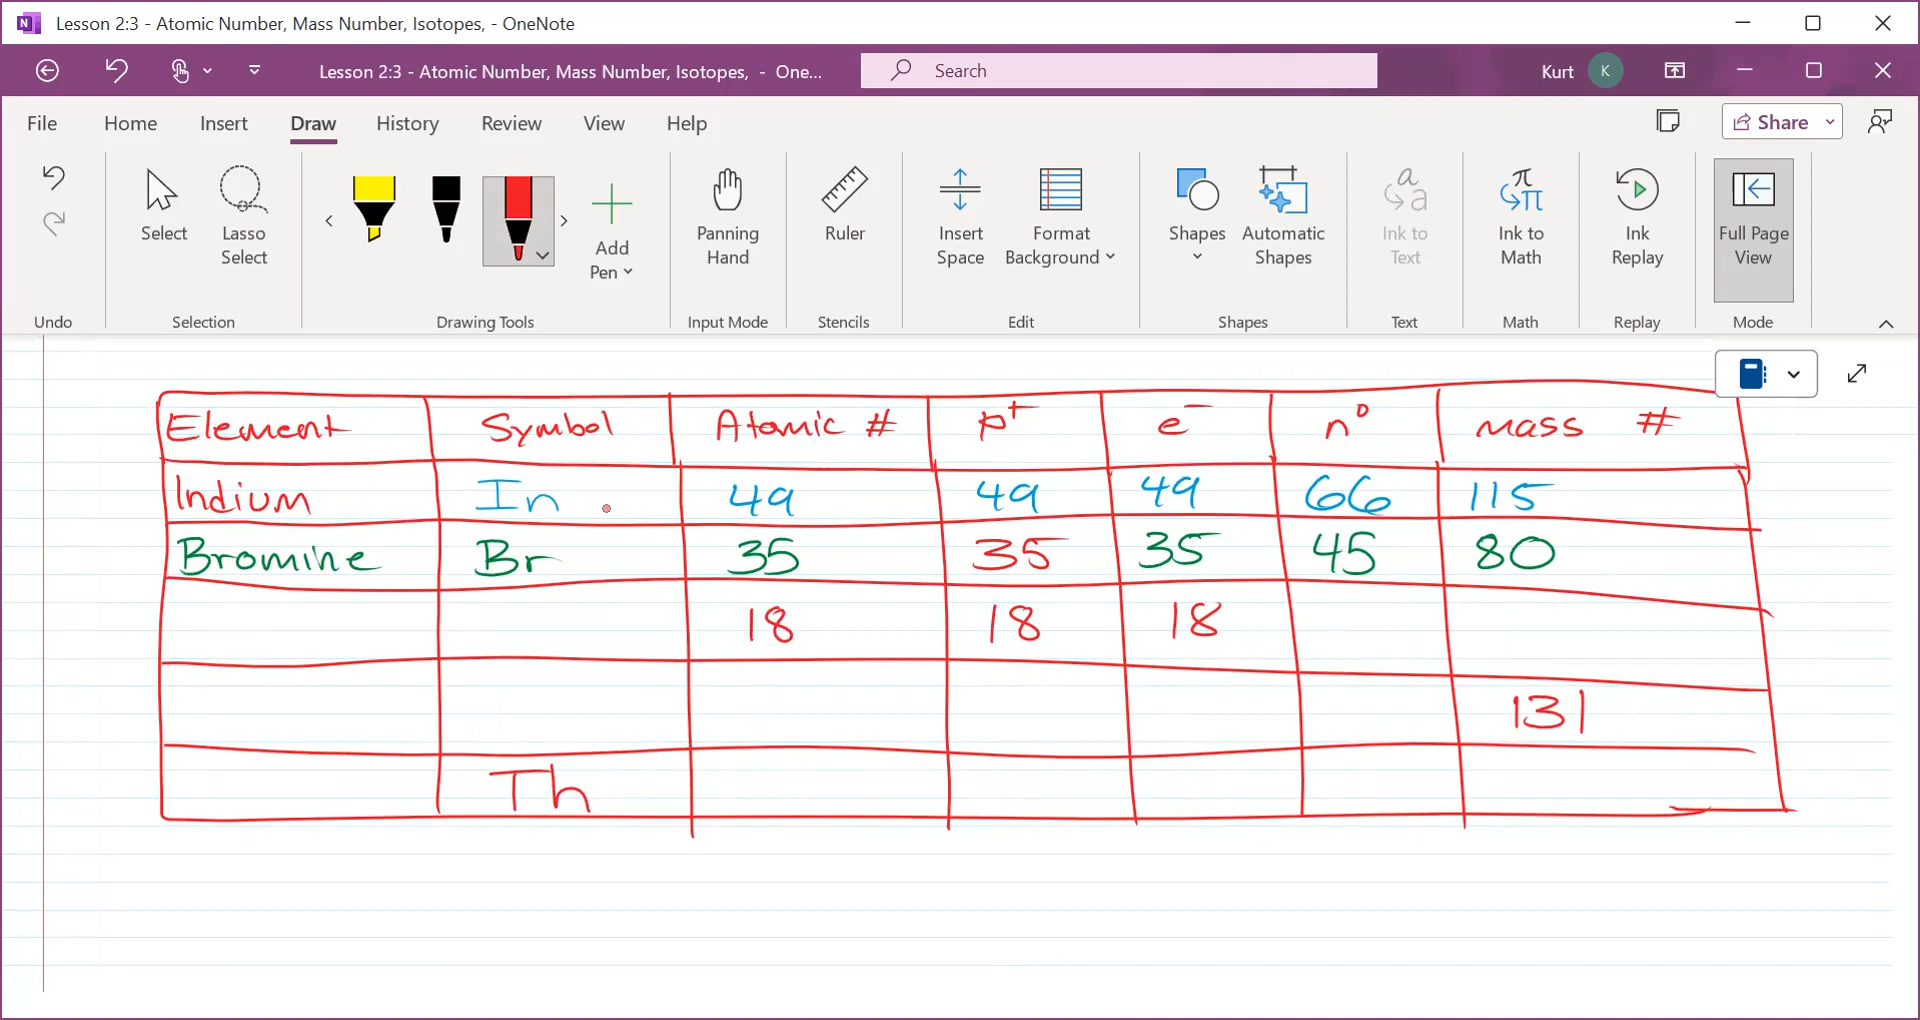 Lesson 2:3 - Atomic Number, Mass Number, Isotopes, - OneNote
Lesson 2:3 - Atomic Number, Mass Number, Isotopes, - One...
Search
Kurt K
File Home Insert Draw History Review View Help
Share
Select
Lasso Select
Add Pen
Panning Hand
Ruler
Insert Space
Format Background
Shapes
Automatic Shapes
Ink to Text
Ink to Math
Ink Replay
Full Page View
Undo Selection Drawing Tools Input Mode Stencils Edit Shapes Text Math Replay Mode
Element Symbol Atomic # p⁺ e⁻ n⁰ mass #
Indium In 49 49 49 66 115
Bromine Br 35 35 35 45 80
18 18 18
131
Th